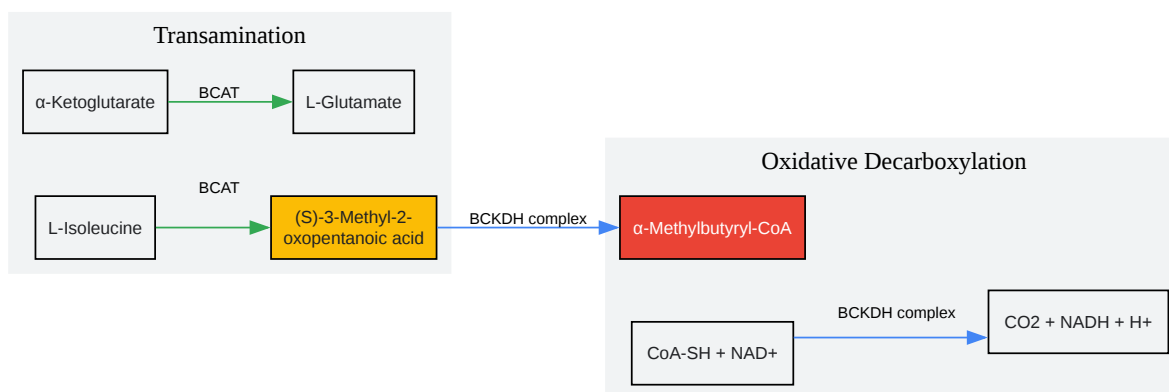 Transamination
α-Ketoglutarate
BCAT
L-Glutamate
L-Isoleucine
BCAT
(S)-3-Methyl-2-
oxopentanoic acid
BCKDH complex
Oxidative Decarboxylation
α-Methylbutyryl-CoA
CoA-SH + NAD+
BCKDH complex
CO2 + NADH + H+